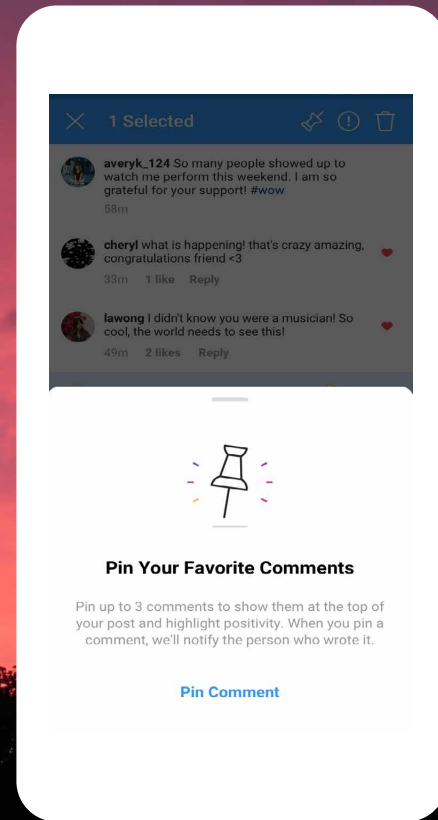 1 Selected
averyk_124 So many people showed up to
watch me perform this weekend. I am so
grateful for your support! #wow
58m
cheryl what is happening! that's crazy amazing,
congratulations friend <3
33m 1 like Reply
lawong I didn't know you were a musician! So
cool, the world needs to see this!
49m 2 likes Reply
Pin Your Favorite Comments
Pin up to 3 comments to show them at the top of
your post and highlight positivity. When you pin a
comment, we'll notify the person who wrote it.
Pin Comment